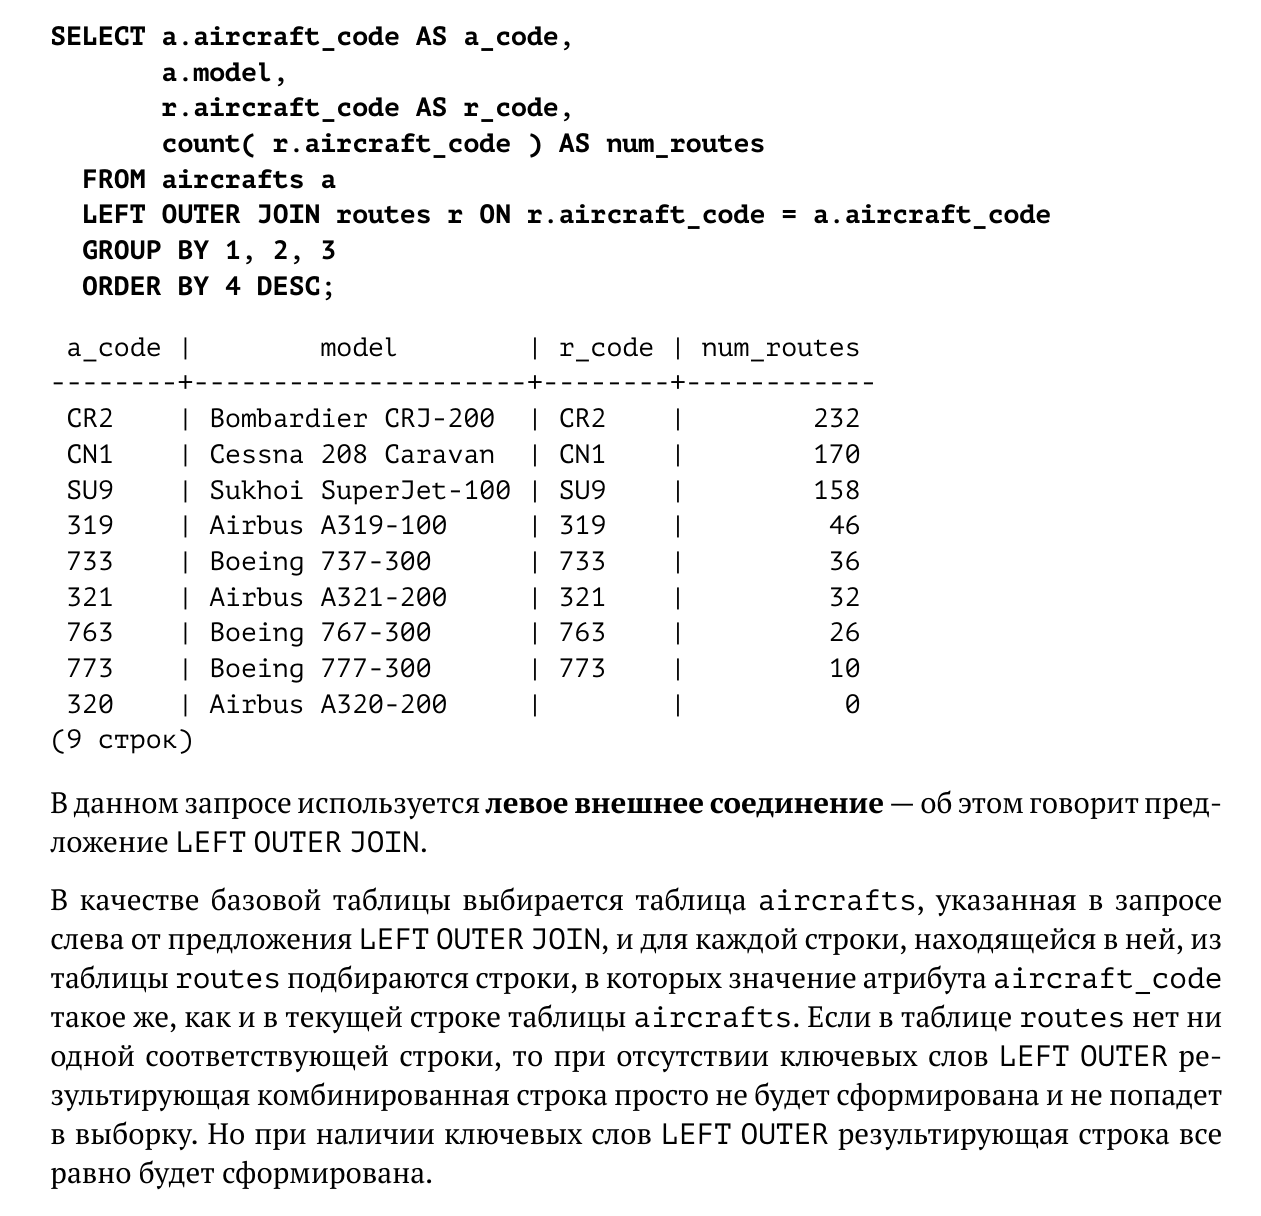 SELECT a.aircraft_code AS a_code,
       a.model,
       r.aircraft_code AS r_code,
       count( r.aircraft_code ) AS num_routes
  FROM aircrafts a
  LEFT OUTER JOIN routes r ON r.aircraft_code = a.aircraft_code
  GROUP BY 1, 2, 3
  ORDER BY 4 DESC;
 a_code |        model        | r_code | num_routes
--------+---------------------+--------+------------
 CR2    | Bombardier CRJ-200  | CR2    |        232
 CN1    | Cessna 208 Caravan  | CN1    |        170
 SU9    | Sukhoi SuperJet-100 | SU9    |        158
 319    | Airbus A319-100     | 319    |         46
 733    | Boeing 737-300      | 733    |         36
 321    | Airbus A321-200     | 321    |         32
 763    | Boeing 767-300      | 763    |         26
 773    | Boeing 777-300      | 773    |         10
 320    | Airbus A320-200     |        |          0
(9 строк)
В данном запросе используется левое внешнее соединение — об этом говорит пред-
ложение LEFT OUTER JOIN.
В качестве базовой таблицы выбирается таблица aircrafts, указанная в запросе
слева от предложения LEFT OUTER JOIN, и для каждой строки, находящейся в ней, из
таблицы routes подбираются строки, в которых значение атрибута aircraft_code
такое же, как и в текущей строке таблицы aircrafts. Если в таблице routes нет ни
одной соответствующей строки, то при отсутствии ключевых слов LEFT OUTER ре-
зультирующая комбинированная строка просто не будет сформирована и не попадет
в выборку. Но при наличии ключевых слов LEFT OUTER результирующая строка все
равно будет сформирована.